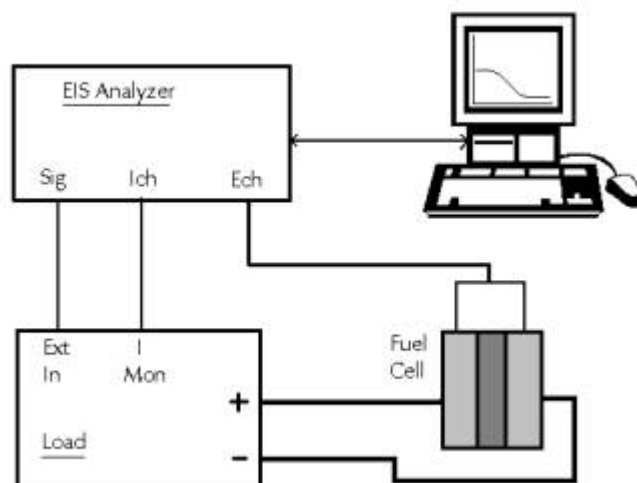 EIS Analyzer
Sig Ich Ech
Ext In
I Mon
+
Load
-
Fuel
Cell